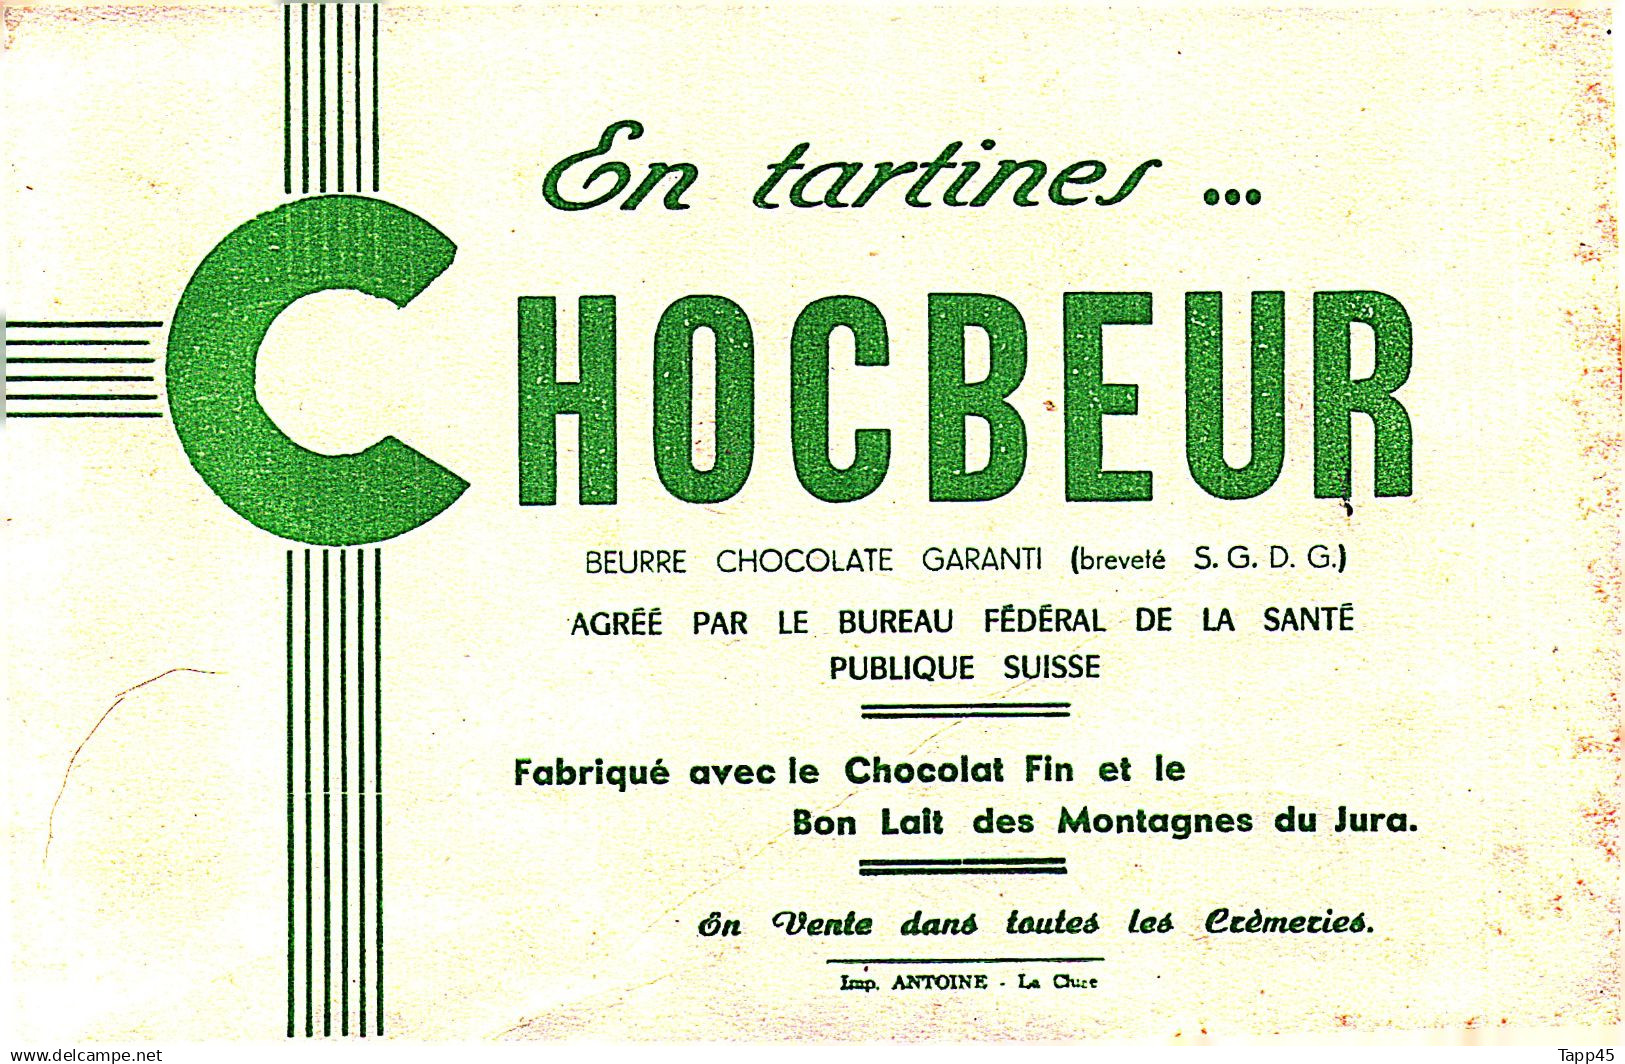 En tartines ...
CHOCBEUR
BEURRE CHOCOLATE GARANTI (breveté S. G. D. G.)
AGRÉÉ PAR LE BUREAU FÉDÉRAL DE LA SANTÉ
PUBLIQUE SUISSE
Fabriqué avec le Chocolat Fin et le
Bon Lait des Montagnes du Jura.
En Vente dans toutes les Crèmeries.
Imp. ANTOINE - La Cluse
www.delcampe.net
Tapp45